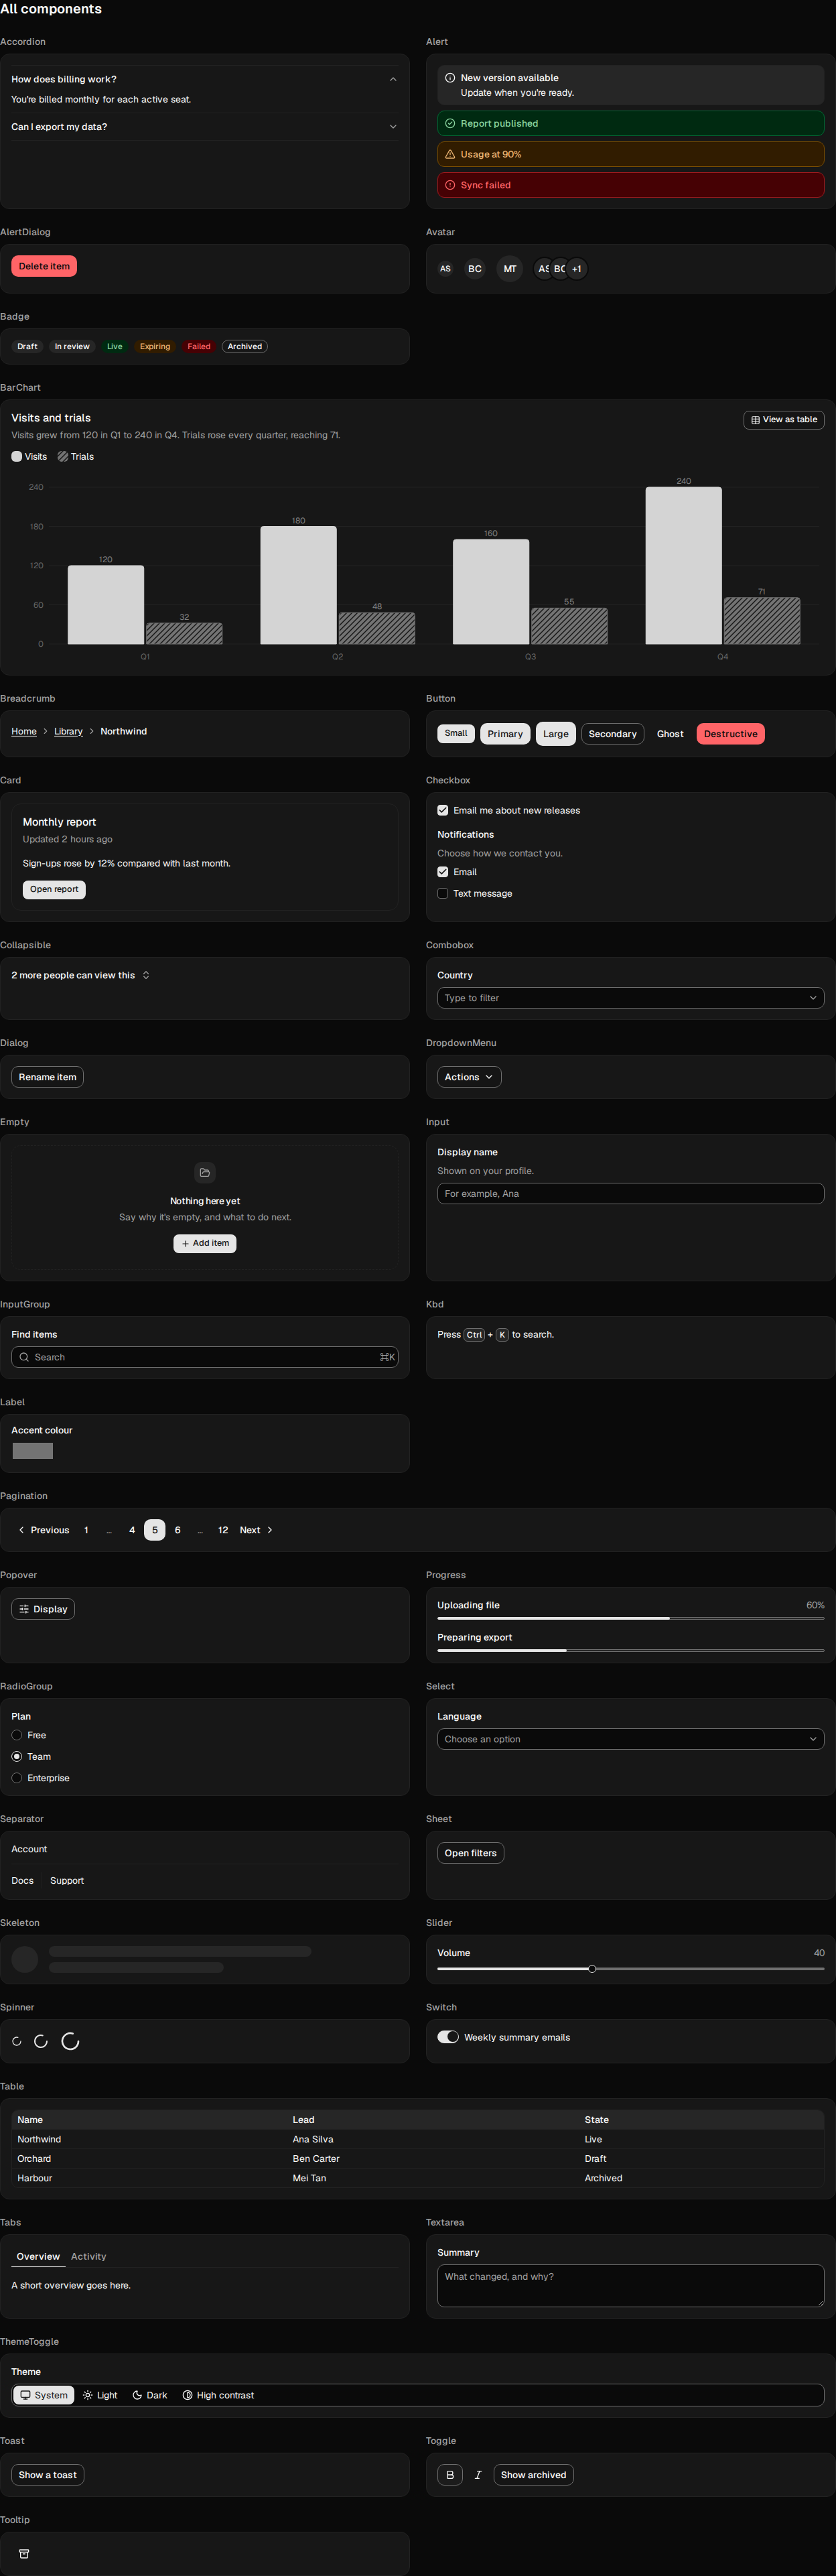 All components
Accordion
How does billing work?
You're billed monthly for each active seat.
Can I export my data?
Alert
New version available
Update when you're ready.
Report published
Usage at 90%
Sync failed
AlertDialog
Delete item
Avatar
AS BC MT AS BC +1
Badge
Draft In review Live Expiring Failed Archived
BarChart
Visits and trials
View as table
Visits grew from 120 in Q1 to 240 in Q4. Trials rose every quarter, reaching 71.
Visits Trials
240
180
120
60
0
120 32 180 48 160 55 240 71
Q1 Q2 Q3 Q4
Breadcrumb
Home Library Northwind
Button
Small Primary Large Secondary Ghost Destructive
Card
Monthly report
Updated 2 hours ago
Sign-ups rose by 12% compared with last month.
Open report
Checkbox
Email me about new releases
Notifications
Choose how we contact you.
Email
Text message
Collapsible
2 more people can view this
Combobox
Country
Type to filter
Dialog
Rename item
DropdownMenu
Actions
Empty
Nothing here yet
Say why it's empty, and what to do next.
Add item
Input
Display name
Shown on your profile.
For example, Ana
InputGroup
Find items
Search ⌘K
Kbd
Press Ctrl + K to search.
Label
Accent colour
Pagination
Previous 1 … 4 5 6 … 12 Next
Popover
Display
Progress
Uploading file 60%
Preparing export
RadioGroup
Plan
Free
Team
Enterprise
Select
Language
Choose an option
Separator
Account
Docs Support
Sheet
Open filters
Skeleton
Slider
Volume 40
Spinner
Switch
Weekly summary emails
Table
Name Lead State
Northwind Ana Silva Live
Orchard Ben Carter Draft
Harbour Mei Tan Archived
Tabs
Overview Activity
A short overview goes here.
Textarea
Summary
What changed, and why?
ThemeToggle
Theme
System Light Dark High contrast
Toast
Show a toast
Toggle
Show archived
Tooltip